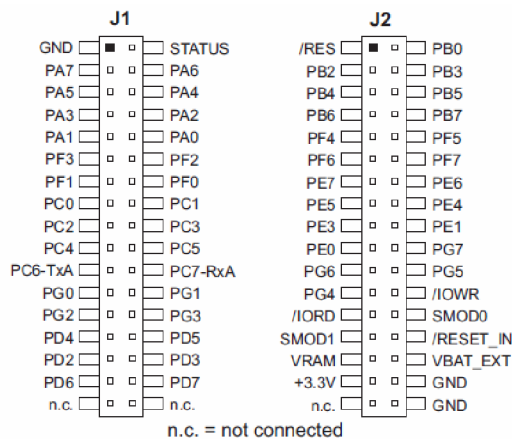 J1 J2
GND STATUS /RES PB0
PA7 PA6 PB2 PB3
PA5 PA4 PB4 PB5
PA3 PA2 PB6 PB7
PA1 PA0 PF4 PF5
PF3 PF2 PF6 PF7
PF1 PF0 PE7 PE6
PC0 PC1 PE5 PE4
PC2 PC3 PE3 PE1
PC4 PC5 PE0 PG7
PC6-TxA PC7-RxA PG6 PG5
PG0 PG1 PG4 /IOWR
PG2 PG3 /IORD SMOD0
PD4 PD5 SMOD1 /RESET_IN
PD2 PD3 VRAM VBAT_EXT
PD6 PD7 +3.3V GND
n.c. n.c. n.c. GND
n.c. = not connected